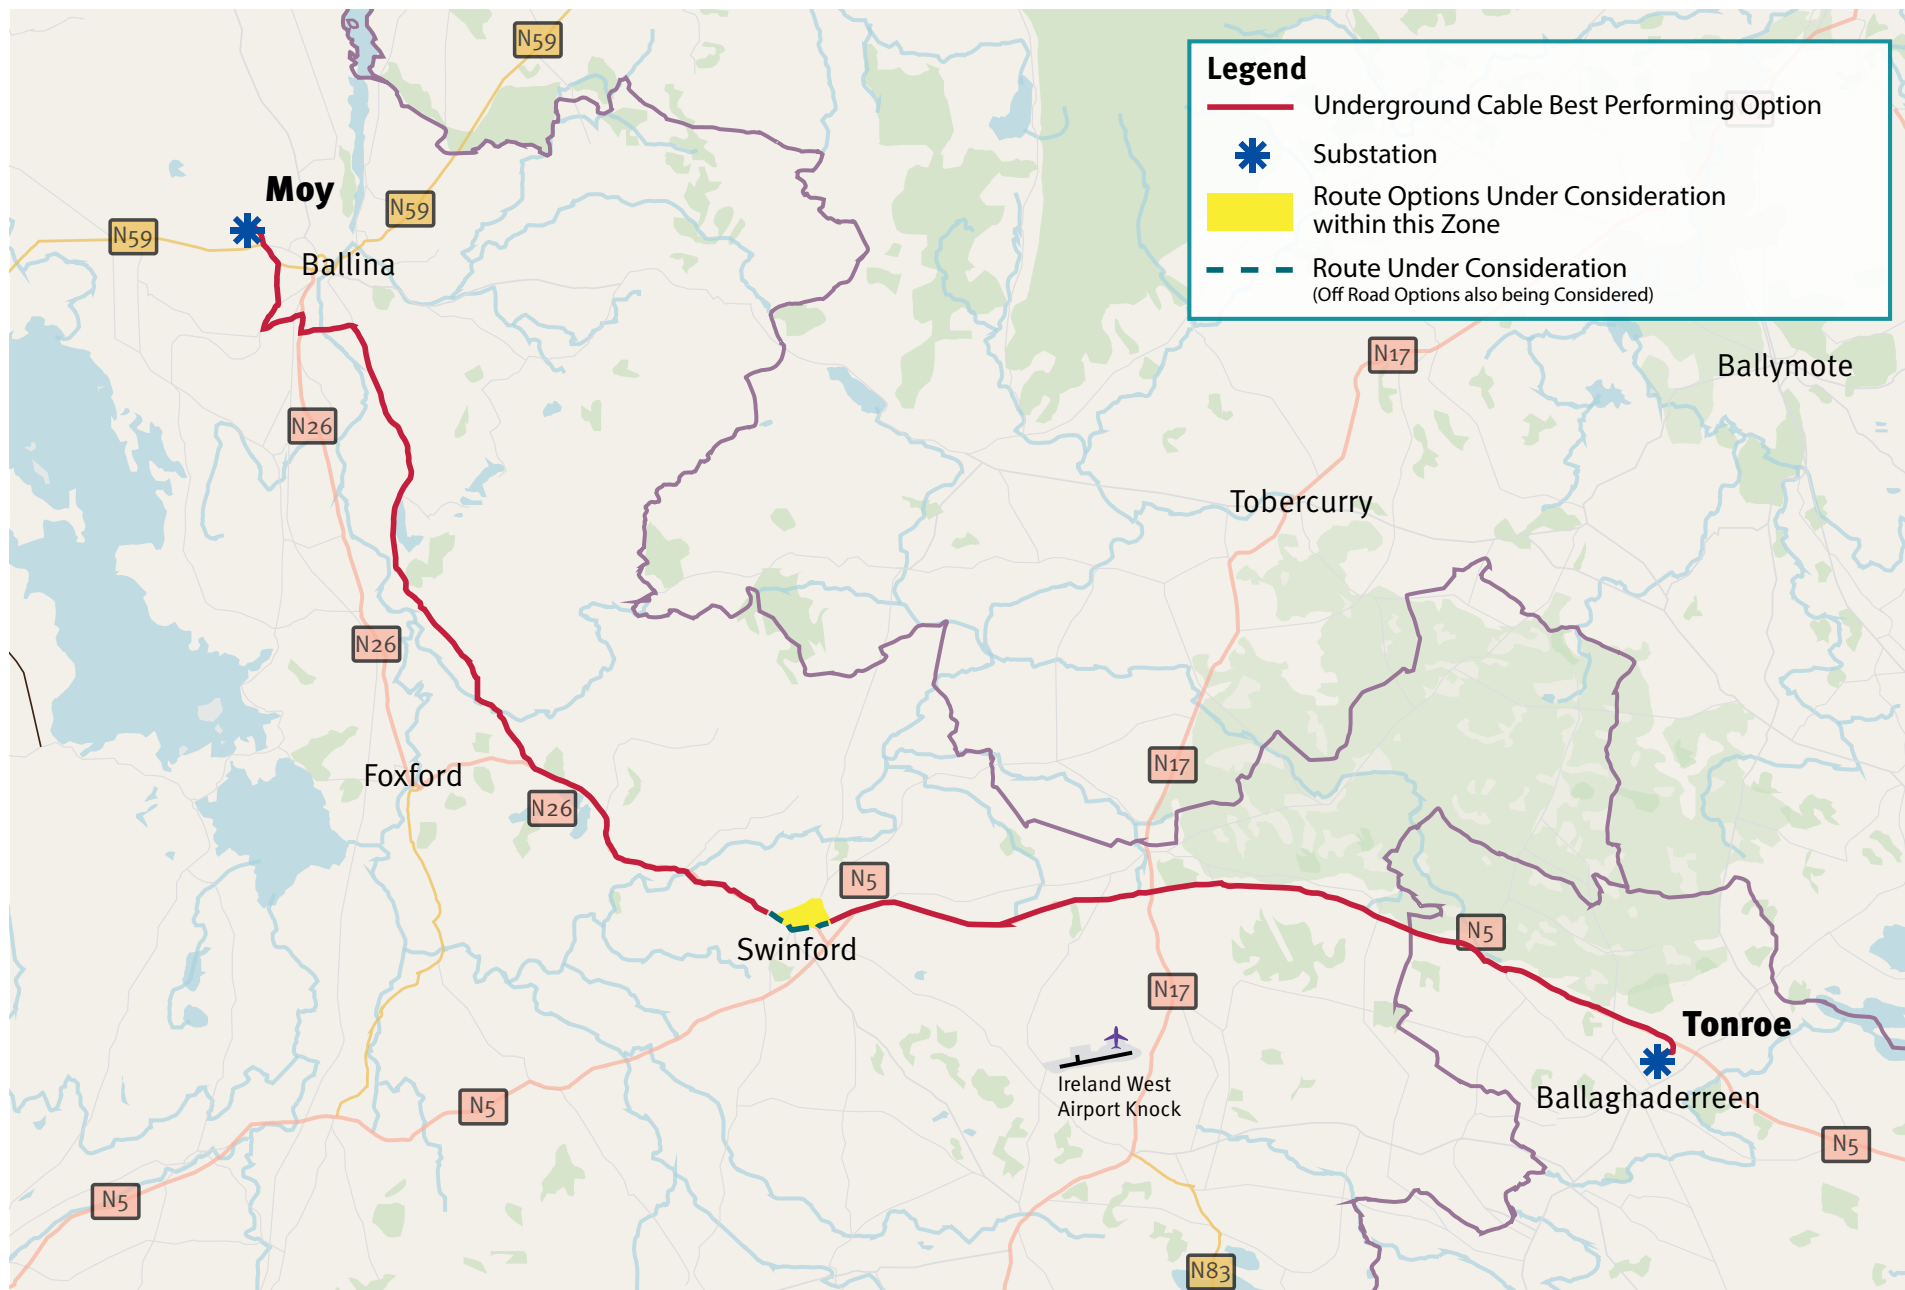 N59
Legend
Underground Cable Best Performing Option
Substation
Route Options Under Consideration
within this Zone
Route Under Consideration
(Off Road Options also being Considered)
Moy
N59
N59
Ballina
N17
Ballymote
N26
Tobercurry
N26
N17
Foxford
N26
N5
N5
Swinford
N17
Tonroe
Ireland West
Airport Knock
Ballaghaderreen
N5
N5
N5
N83